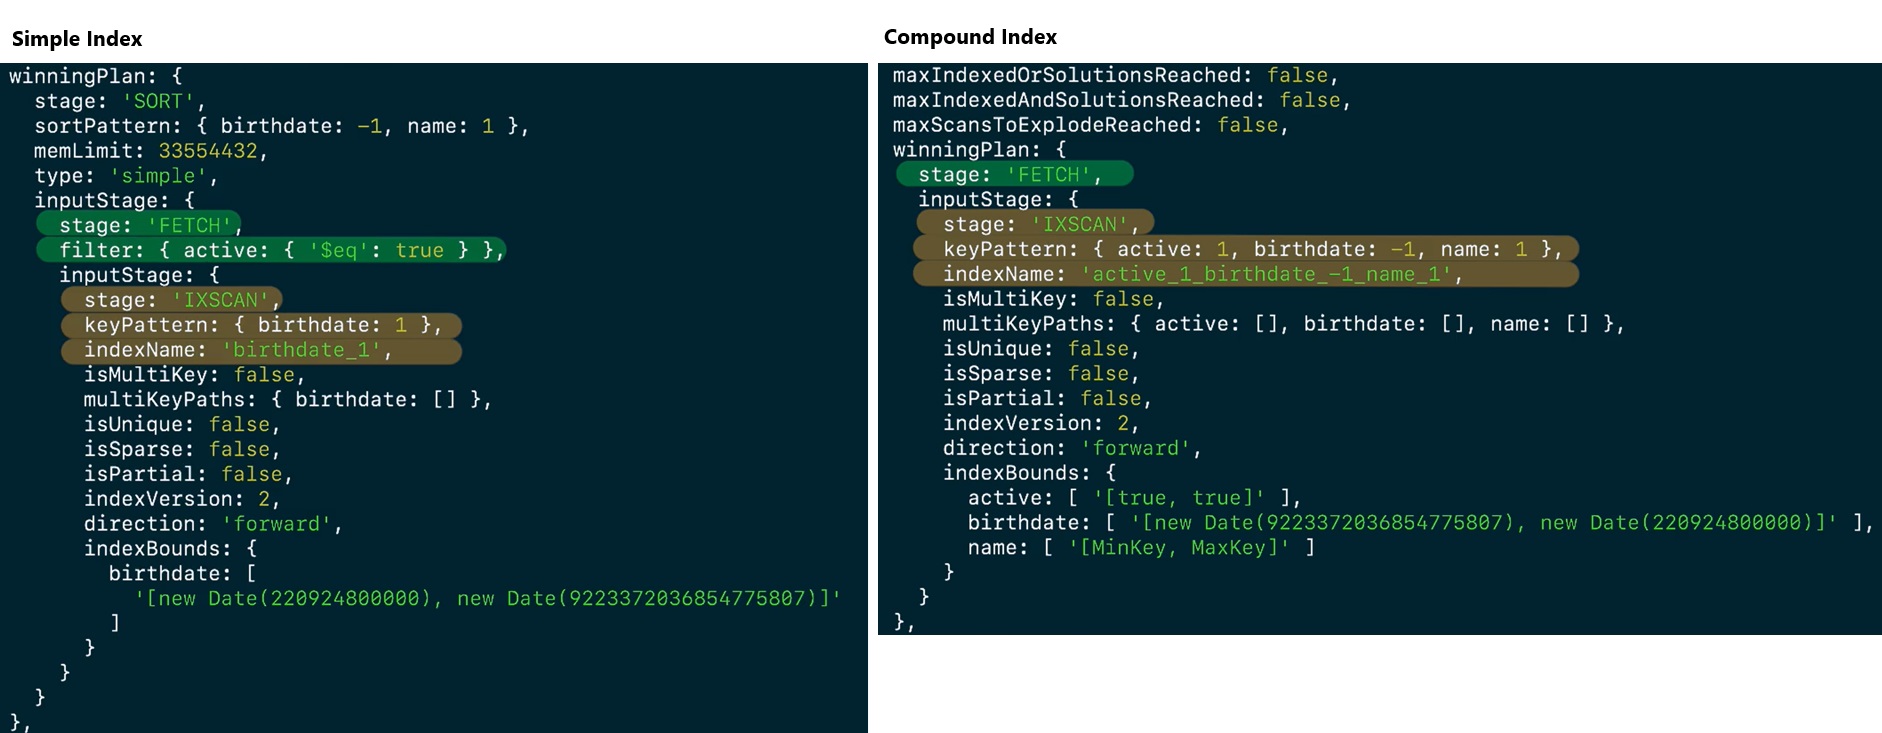 Simple Index
winningPlan: {
stage: 'SORT',
sortPattern: { birthdate: -1, name: 1 },
memLimit: 33554432,
type: 'simple',
inputStage: {
stage: 'FETCH',
filter: { active: { '$eq': true } },
inputStage: {
stage: 'IXSCAN',
keyPattern: { birthdate: 1 },
indexName: 'birthdate_1',
isMultiKey: false,
multiKeyPaths: { birthdate: [] },
isUnique: false,
isSparse: false,
isPartial: false,
indexVersion: 2,
direction: 'forward',
indexBounds: {
birthdate: [
'[new Date(220924800000), new Date(9223372036854775807)]'
]
}
}
}
},
Compound Index
maxIndexedOrSolutionsReached: false,
maxIndexedAndSolutionsReached: false,
maxScansToExplodeReached: false,
winningPlan: {
stage: 'FETCH',
inputStage: {
stage: 'IXSCAN',
keyPattern: { active: 1, birthdate: -1, name: 1 },
indexName: 'active_1_birthdate_-1_name_1',
isMultiKey: false,
multiKeyPaths: { active: [], birthdate: [], name: [] },
isUnique: false,
isSparse: false,
isPartial: false,
indexVersion: 2,
direction: 'forward',
indexBounds: {
active: [ '[true, true]' ],
birthdate: [ '[new Date(9223372036854775807), new Date(220924800000)]' ],
name: [ '[MinKey, MaxKey]' ]
}
}
},